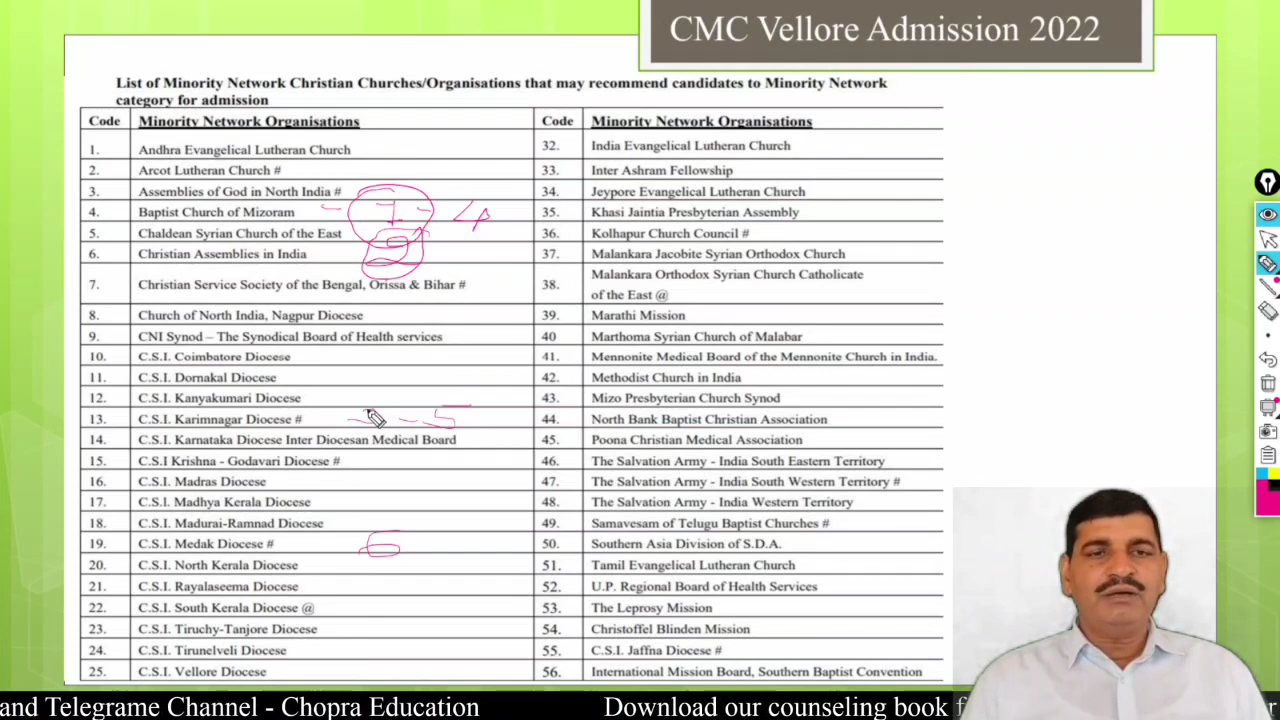 CMC Vellore Admission 2022
List of Minority Network Christian Churches/Organisations that may recommend candidates to Minority Network
category for admission
Code Minority Network Organisations
1. Andhra Evangelical Lutheran Church
2. Arcot Lutheran Church #
3. Assemblies of God in North India #
4. Baptist Church of Mizoram
5. Chaldean Syrian Church of the East
6. Christian Assemblies in India
7. Christian Service Society of the Bengal, Orissa & Bihar #
8. Church of North India, Nagpur Diocese
9. CNI Synod – The Synodical Board of Health services
10. C.S.I. Coimbatore Diocese
11. C.S.I. Dornakal Diocese
12. C.S.I. Kanyakumari Diocese
13. C.S.I. Karimnagar Diocese #
14. C.S.I. Karnataka Diocese Inter Diocesan Medical Board
15. C.S.I Krishna - Godavari Diocese #
16. C.S.I. Madras Diocese
17. C.S.I. Madhya Kerala Diocese
18. C.S.I. Madurai-Ramnad Diocese
19. C.S.I. Medak Diocese #
20. C.S.I. North Kerala Diocese
21. C.S.I. Rayalaseema Diocese
22. C.S.I. South Kerala Diocese @
23. C.S.I. Tiruchy-Tanjore Diocese
24. C.S.I. Tirunelveli Diocese
25. C.S.I. Vellore Diocese
Code Minority Network Organisations
32. India Evangelical Lutheran Church
33. Inter Ashram Fellowship
34. Jeypore Evangelical Lutheran Church
35. Khasi Jaintia Presbyterian Assembly
36. Kolhapur Church Council #
37. Malankara Jacobite Syrian Orthodox Church
38. Malankara Orthodox Syrian Church Catholicate
of the East @
39. Marathi Mission
40 Marthoma Syrian Church of Malabar
41. Mennonite Medical Board of the Mennonite Church in India.
42. Methodist Church in India
43. Mizo Presbyterian Church Synod
44. North Bank Baptist Christian Association
45. Poona Christian Medical Association
46. The Salvation Army - India South Eastern Territory
47. The Salvation Army - India South Western Territory #
48. The Salvation Army - India Western Territory
49. Samavesam of Telugu Baptist Churches #
50. Southern Asia Division of S.D.A.
51. Tamil Evangelical Lutheran Church
52. U.P. Regional Board of Health Services
53. The Leprosy Mission
54. Christoffel Blinden Mission
55. C.S.I. Jaffna Diocese #
56. International Mission Board, Southern Baptist Convention
4
5
6
and Telegrame Channel - Chopra Education Download our counseling book